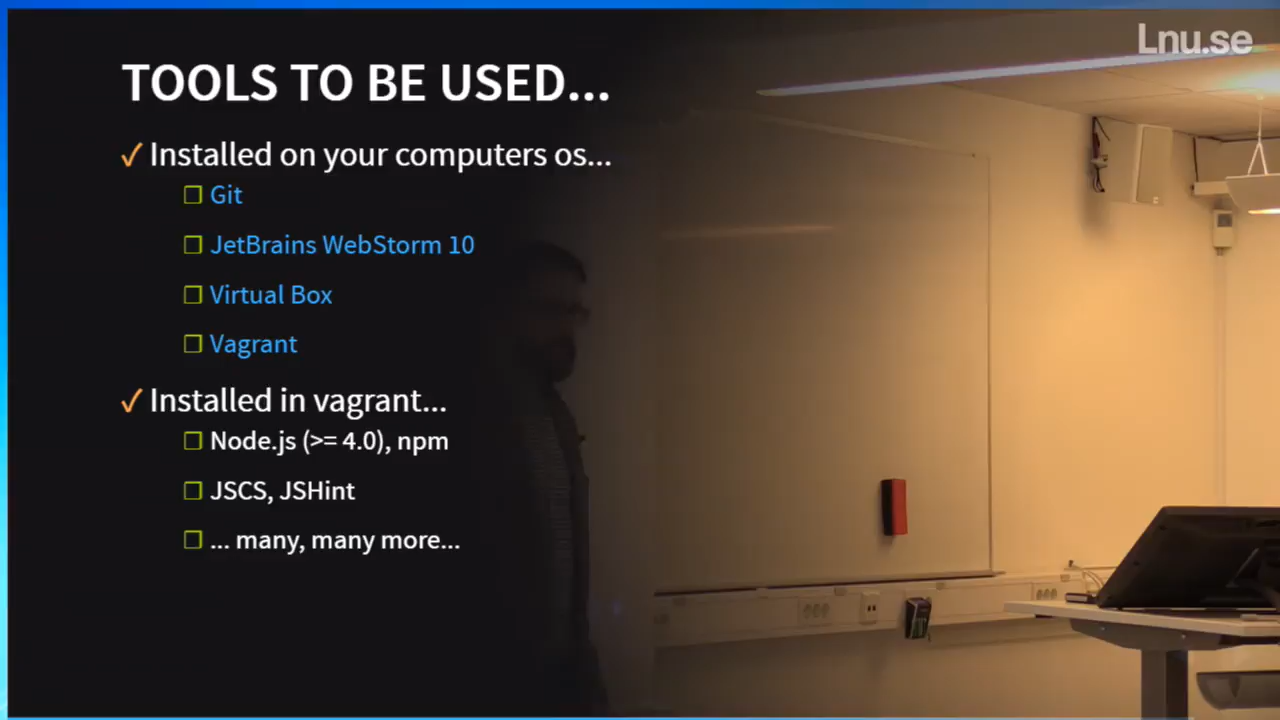 Lnu.se
TOOLS TO BE USED...
✓ Installed on your computers os...
❒ Git
❒ JetBrains WebStorm 10
❒ Virtual Box
❒ Vagrant
✓ Installed in vagrant...
❒ Node.js (>= 4.0), npm
❒ JSCS, JSHint
❒ ... many, many more...